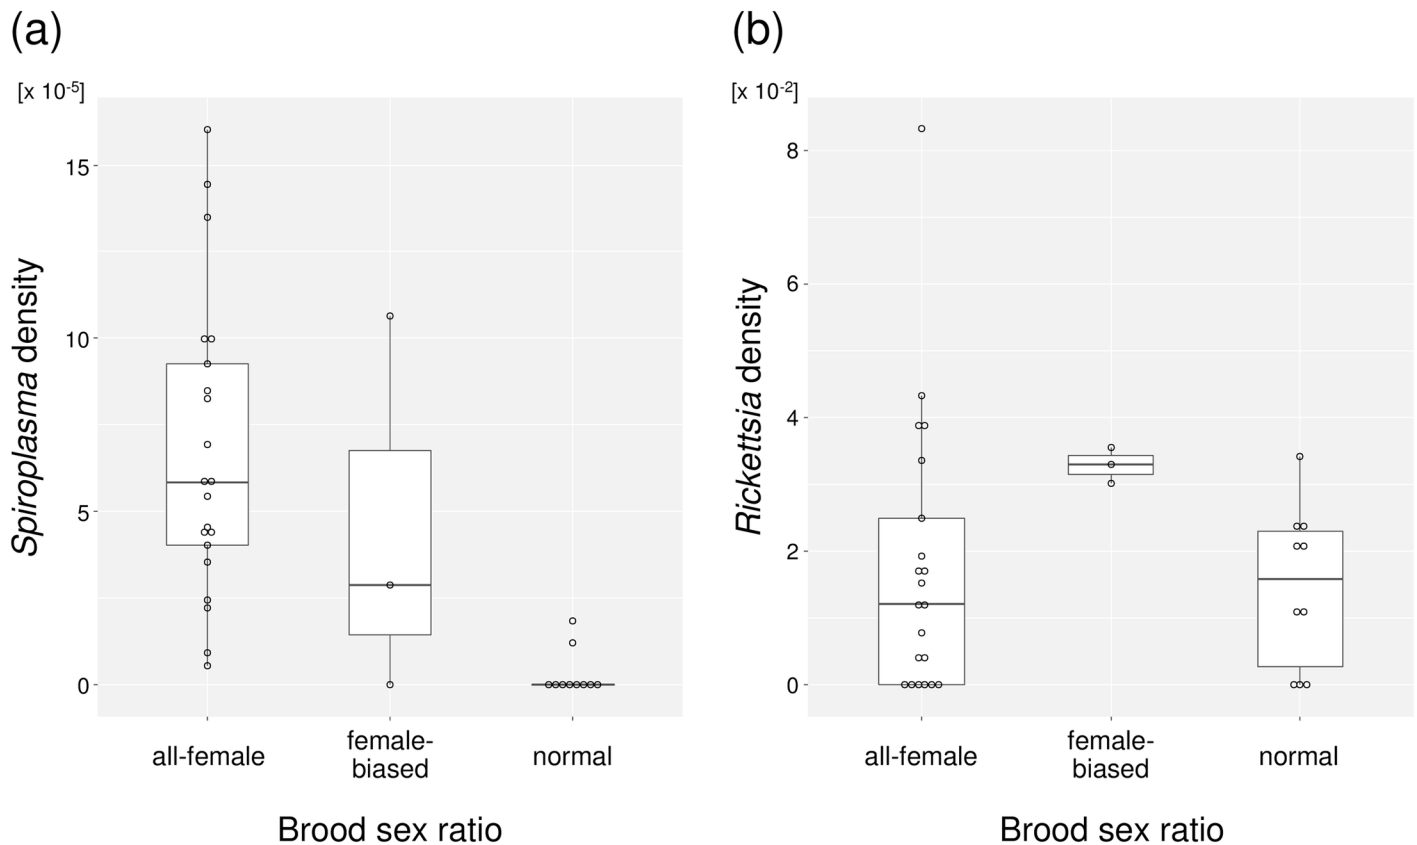 (a)
[x 10⁻⁵]
15
10
5
0
Spiroplasma density
all-female
female-
biased
normal
Brood sex ratio
(b)
[x 10⁻²]
8
6
4
2
0
Rickettsia density
all-female
female-
biased
normal
Brood sex ratio